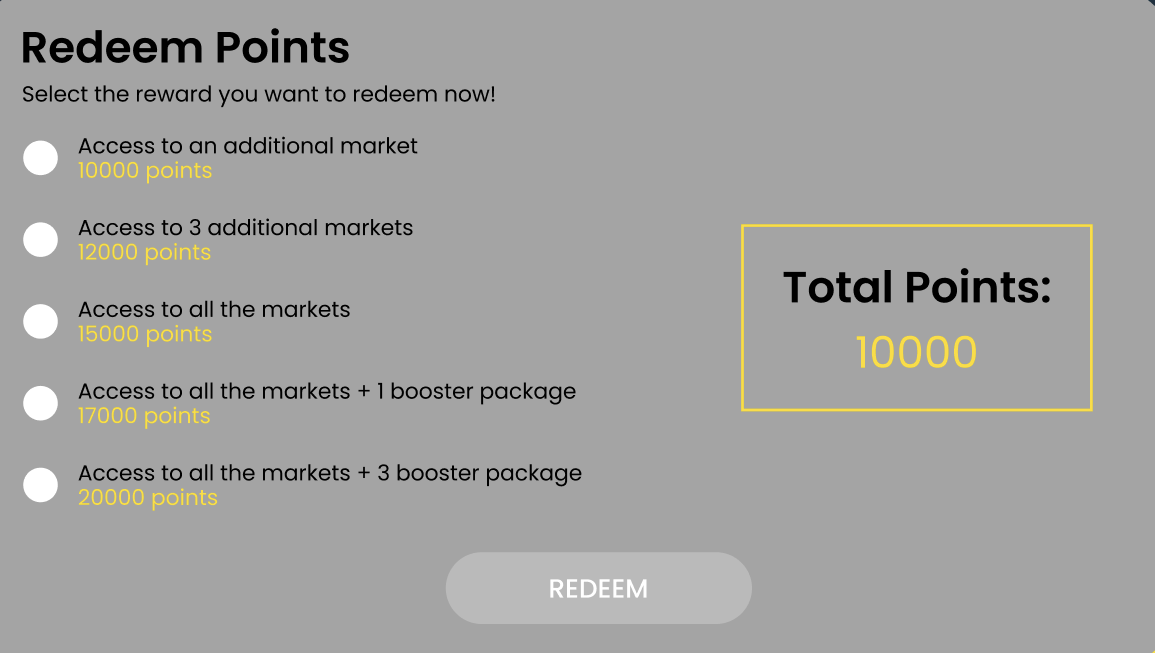 Redeem Points
Select the reward you want to redeem now!
Access to an additional market
10000 points
Access to 3 additional markets
12000 points
Access to all the markets
15000 points
Access to all the markets + 1 booster package
17000 points
Access to all the markets + 3 booster package
20000 points
Total Points:
10000
REDEEM